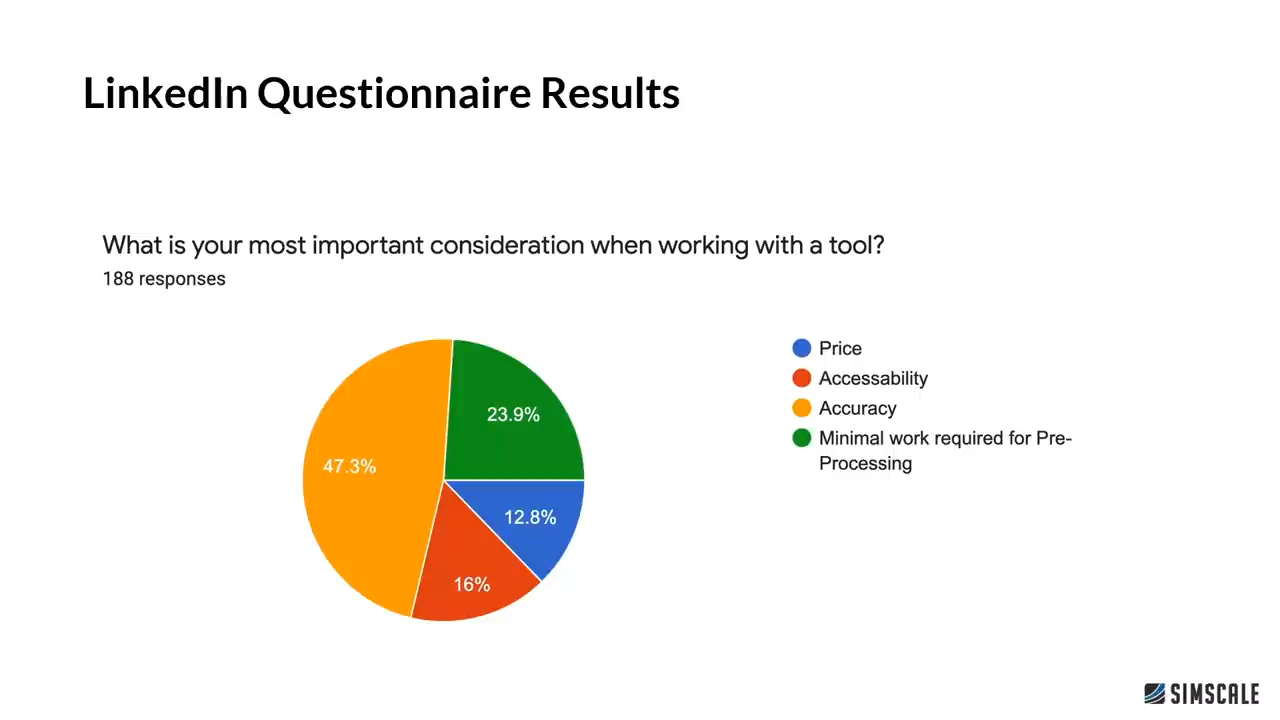 LinkedIn Questionnaire Results
What is your most important consideration when working with a tool?
188 responses
Price
Accessability
Accuracy
Minimal work required for Pre-
Processing
23.9%
47.3%
12.8%
16%
SIMSCALE